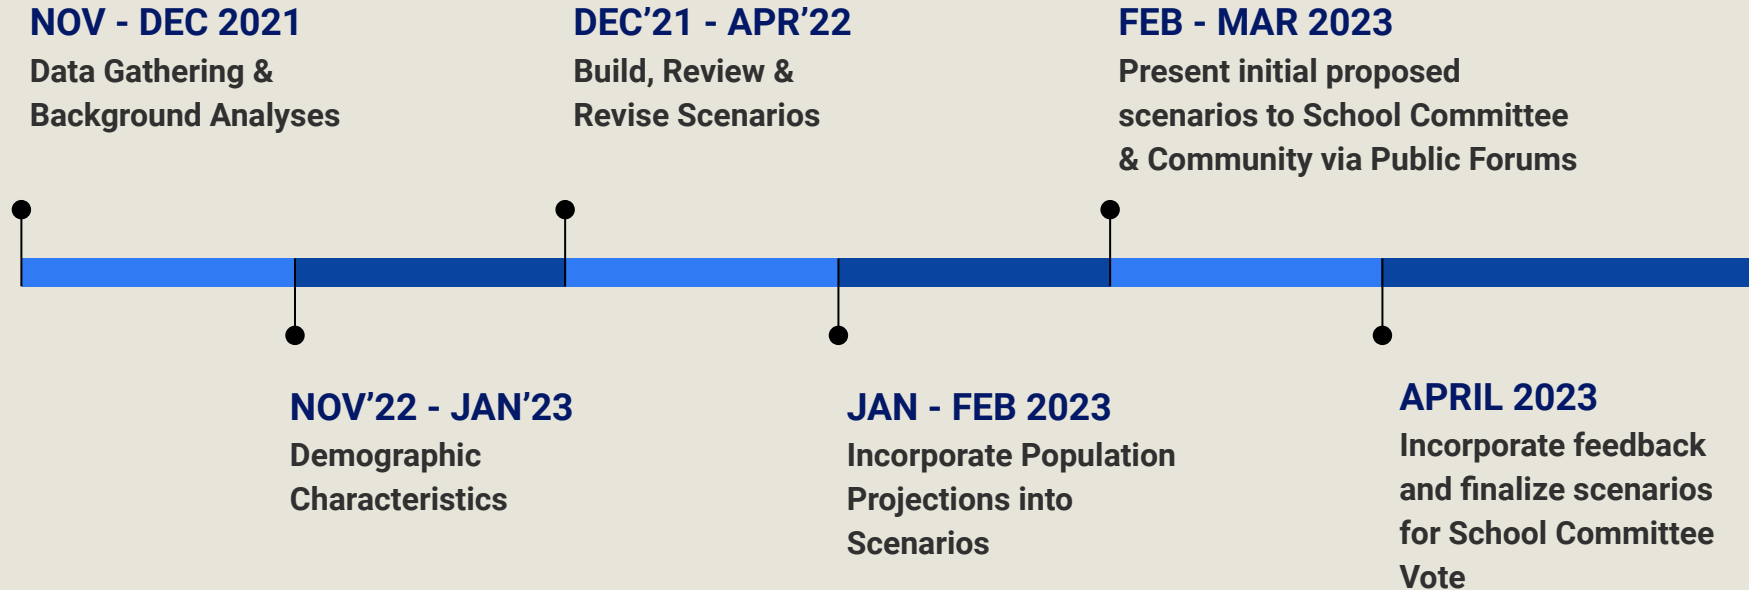 NOV - DEC 2021
Data Gathering &
Background Analyses
DEC’21 - APR’22
Build, Review &
Revise Scenarios
FEB - MAR 2023
Present initial proposed
scenarios to School Committee
& Community via Public Forums
NOV’22 - JAN’23
Demographic
Characteristics
JAN - FEB 2023
Incorporate Population
Projections into
Scenarios
APRIL 2023
Incorporate feedback
and finalize scenarios
for School Committee
Vote